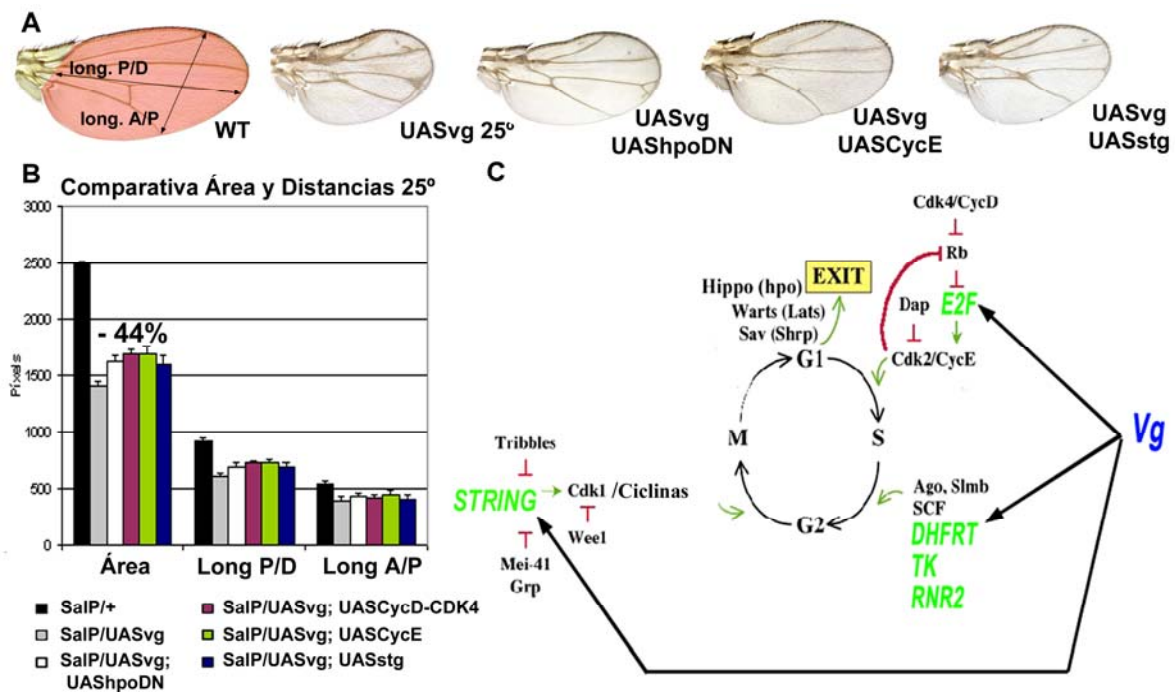 A
long. P/D
long. A/P
WT
UASvg 25º
UASvg
UAShpoDN
UASvg
UASCycE
UASvg
USstg
B
Comparativa Área y Distancias 25º
Píxels
3000
2500
2000
1500
1000
500
0
- 44%
Área
Long P/D
Long A/P
SalP/+
SalP/UASvg
SalP/UASvg;
UAShpoDN
SalP/UASvg; UASCycD-CDK4
SalP/UASvg; UASCycE
SalP/UASvg; UASstg
C
Cdk4/CycD
Rb
E2F
Dap
Cdk2/CycE
EXIT
Hippo (hpo)
Warts (Lats)
Sav (Shrp)
G1
M
S
G2
Vg
Tribbles
STRING
Cdk1 /Ciclinas
Wee1
Mei-41
Grp
Ago, Slmb
SCF
DHFRT
TK
RNR2